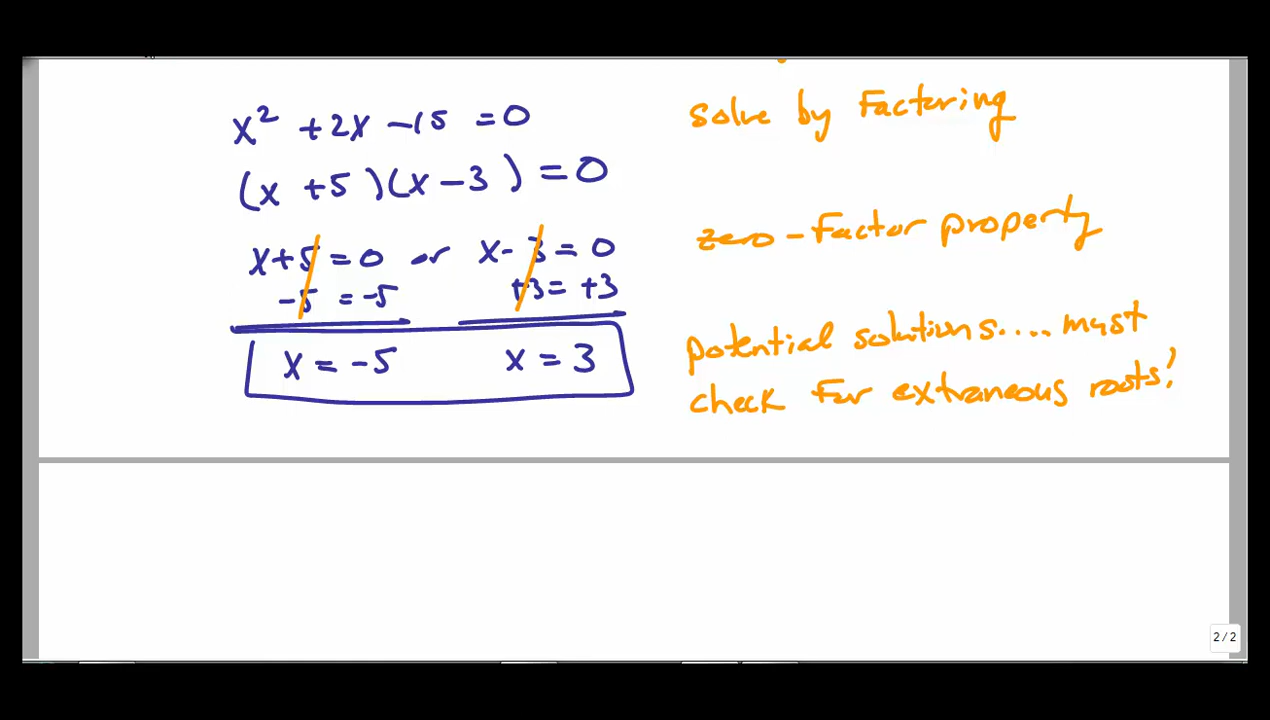 x² + 2x - 15 = 0
solve by Factoring
(x + 5)(x - 3) = 0
zero-factor property
x + 5 = 0 or x - 3 = 0
-5 = -5 +3 = +3
x = -5 x = 3
potential solutions.... must
check for extraneous roots!
2 / 2